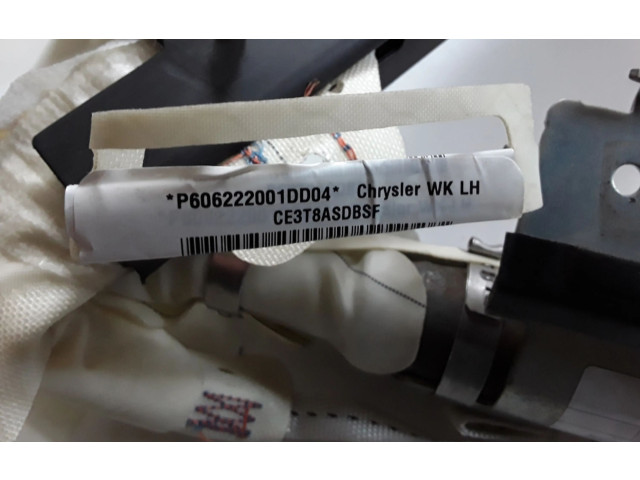 *P606222001DD04* Chrysler WK LH
CE3T8ASDBSF